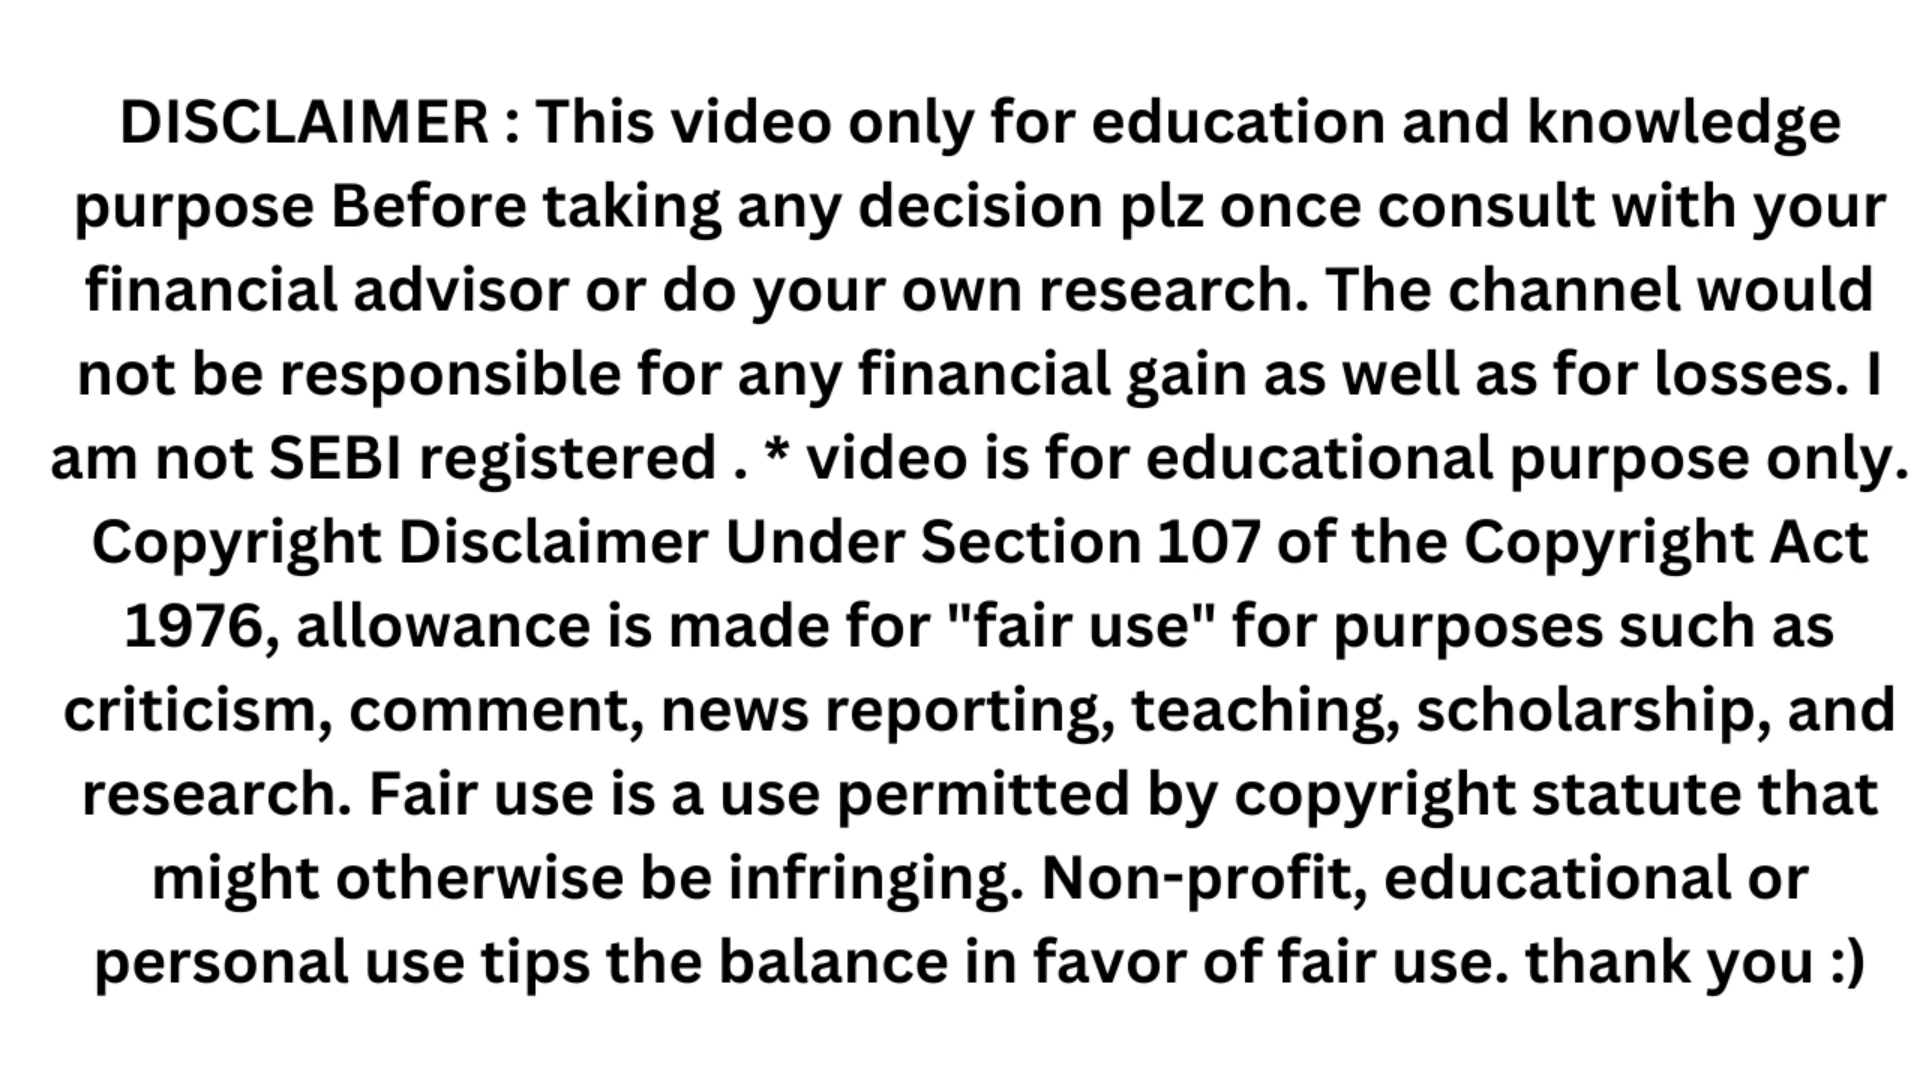 DISCLAIMER : This video only for education and knowledge
purpose Before taking any decision plz once consult with your
financial advisor or do your own research. The channel would
not be responsible for any financial gain as well as for losses. I
am not SEBI registered . * video is for educational purpose only.
Copyright Disclaimer Under Section 107 of the Copyright Act
1976, allowance is made for "fair use" for purposes such as
criticism, comment, news reporting, teaching, scholarship, and
research. Fair use is a use permitted by copyright statute that
might otherwise be infringing. Non-profit, educational or
personal use tips the balance in favor of fair use. thank you :)